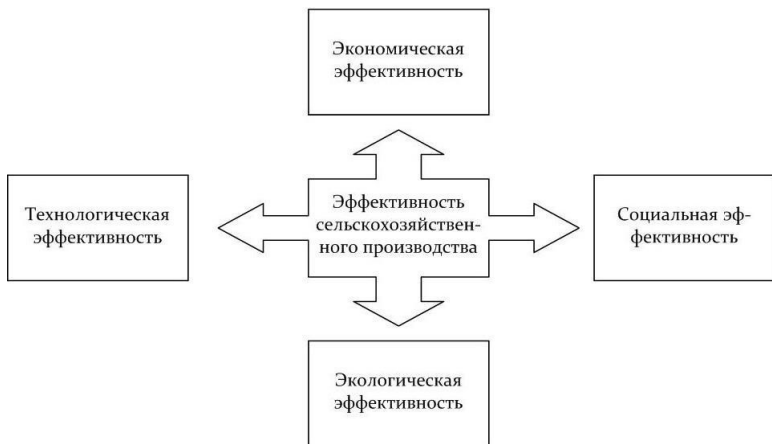 Экономическая
эффективность
Технологическая
эффективность
Эффективность
сельскохозяйствен-
ного производства
Социальная эф-
фективность
Экологическая
эффективность